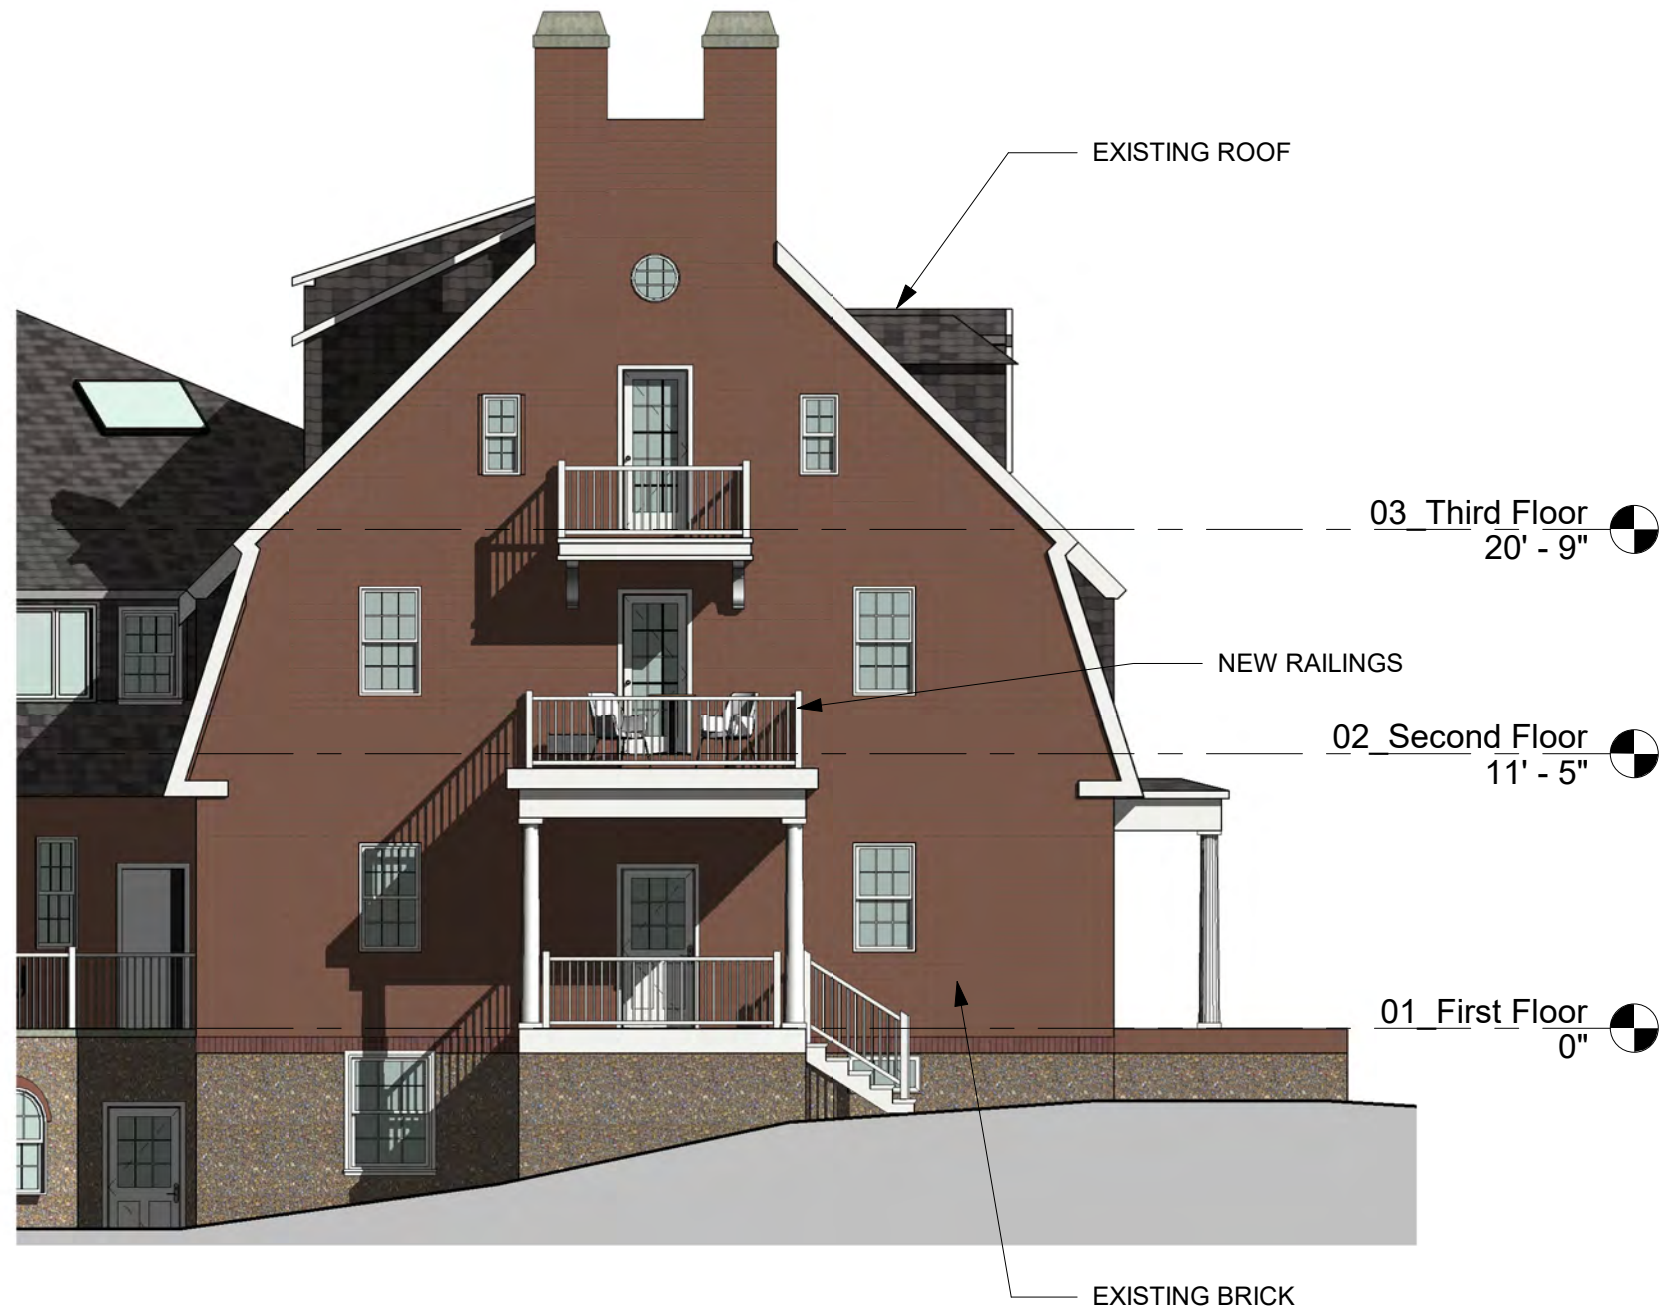 EXISTING ROOF
03_Third Floor
20' - 9"
NEW RAILINGS
02_Second Floor
11' - 5"
01_First Floor
0"
EXISTING BRICK